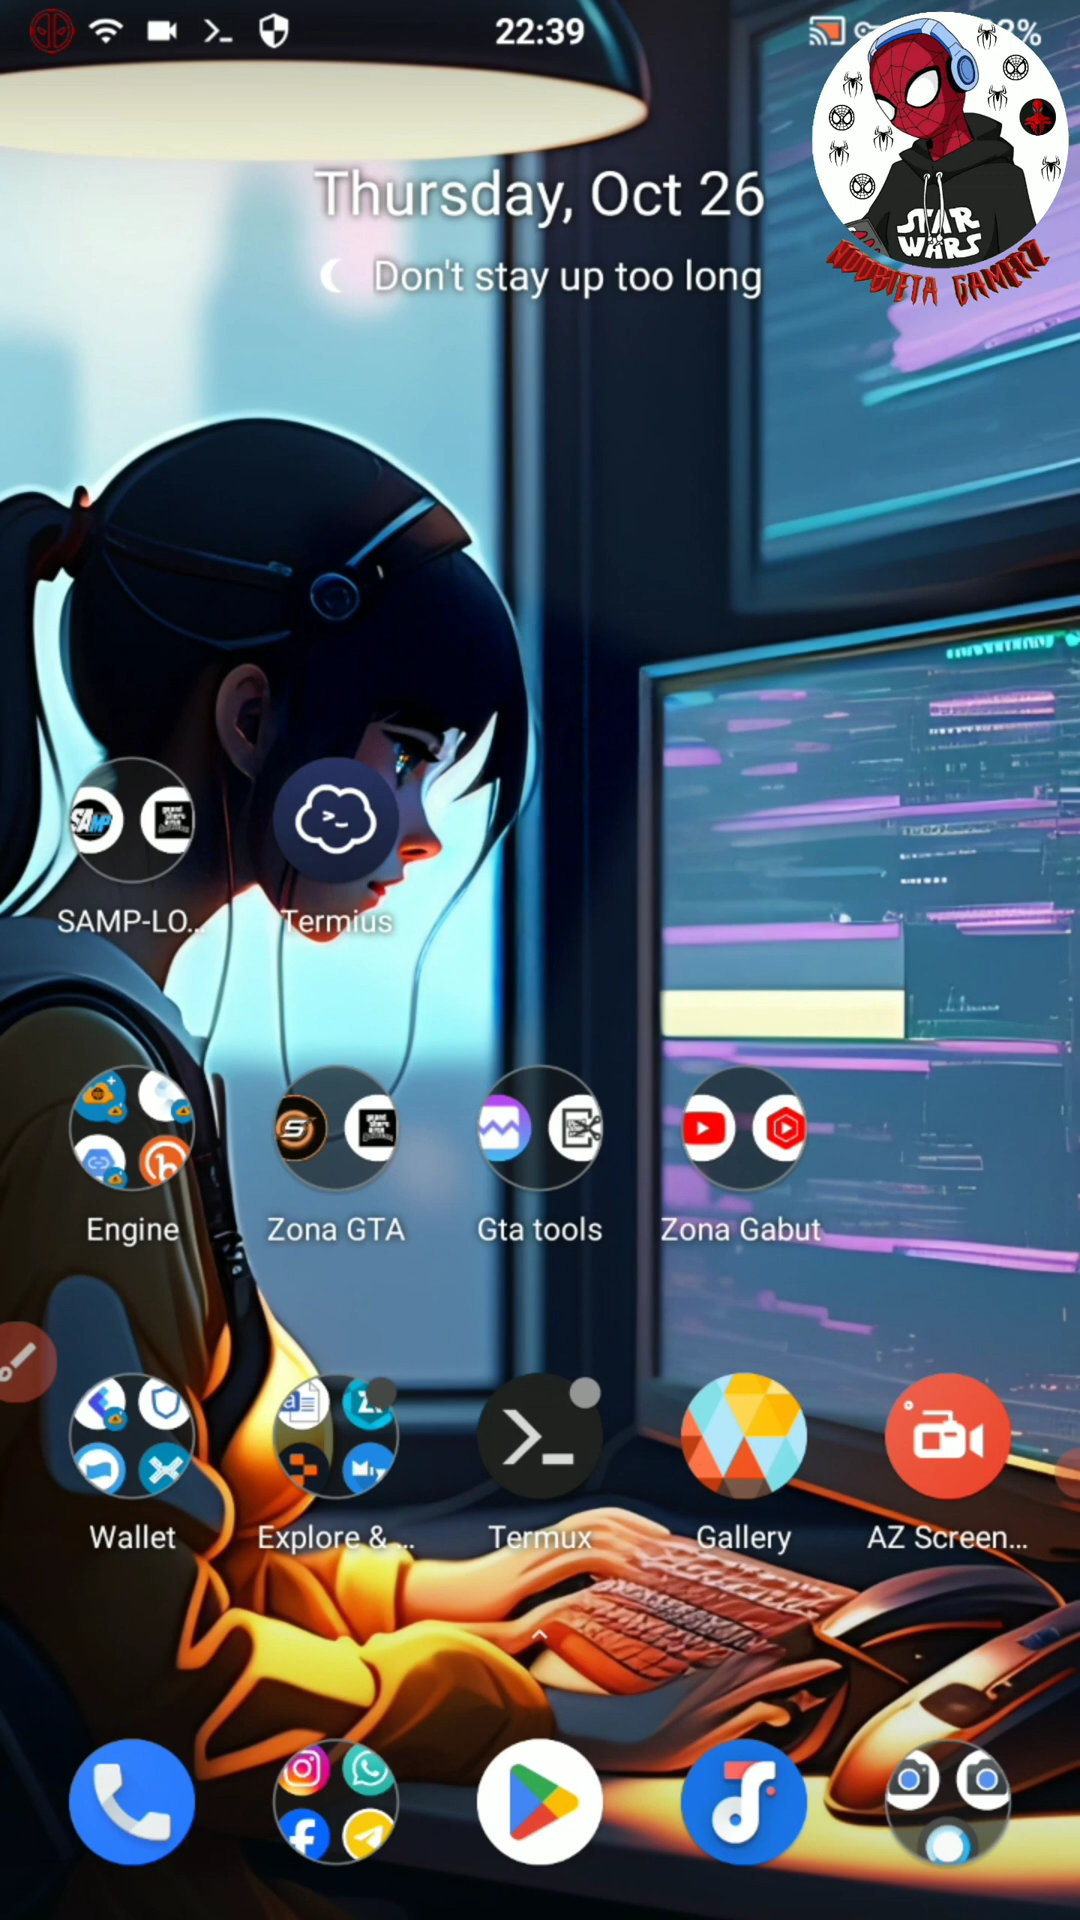 22:39
Thursday, Oct 26
Don't stay up too long
STAR
WARS
SAMP-LO...
Termius
Engine
Zona GTA
Gta tools
Zona Gabut
Wallet
Explore & ...
Termux
Gallery
AZ Screen...